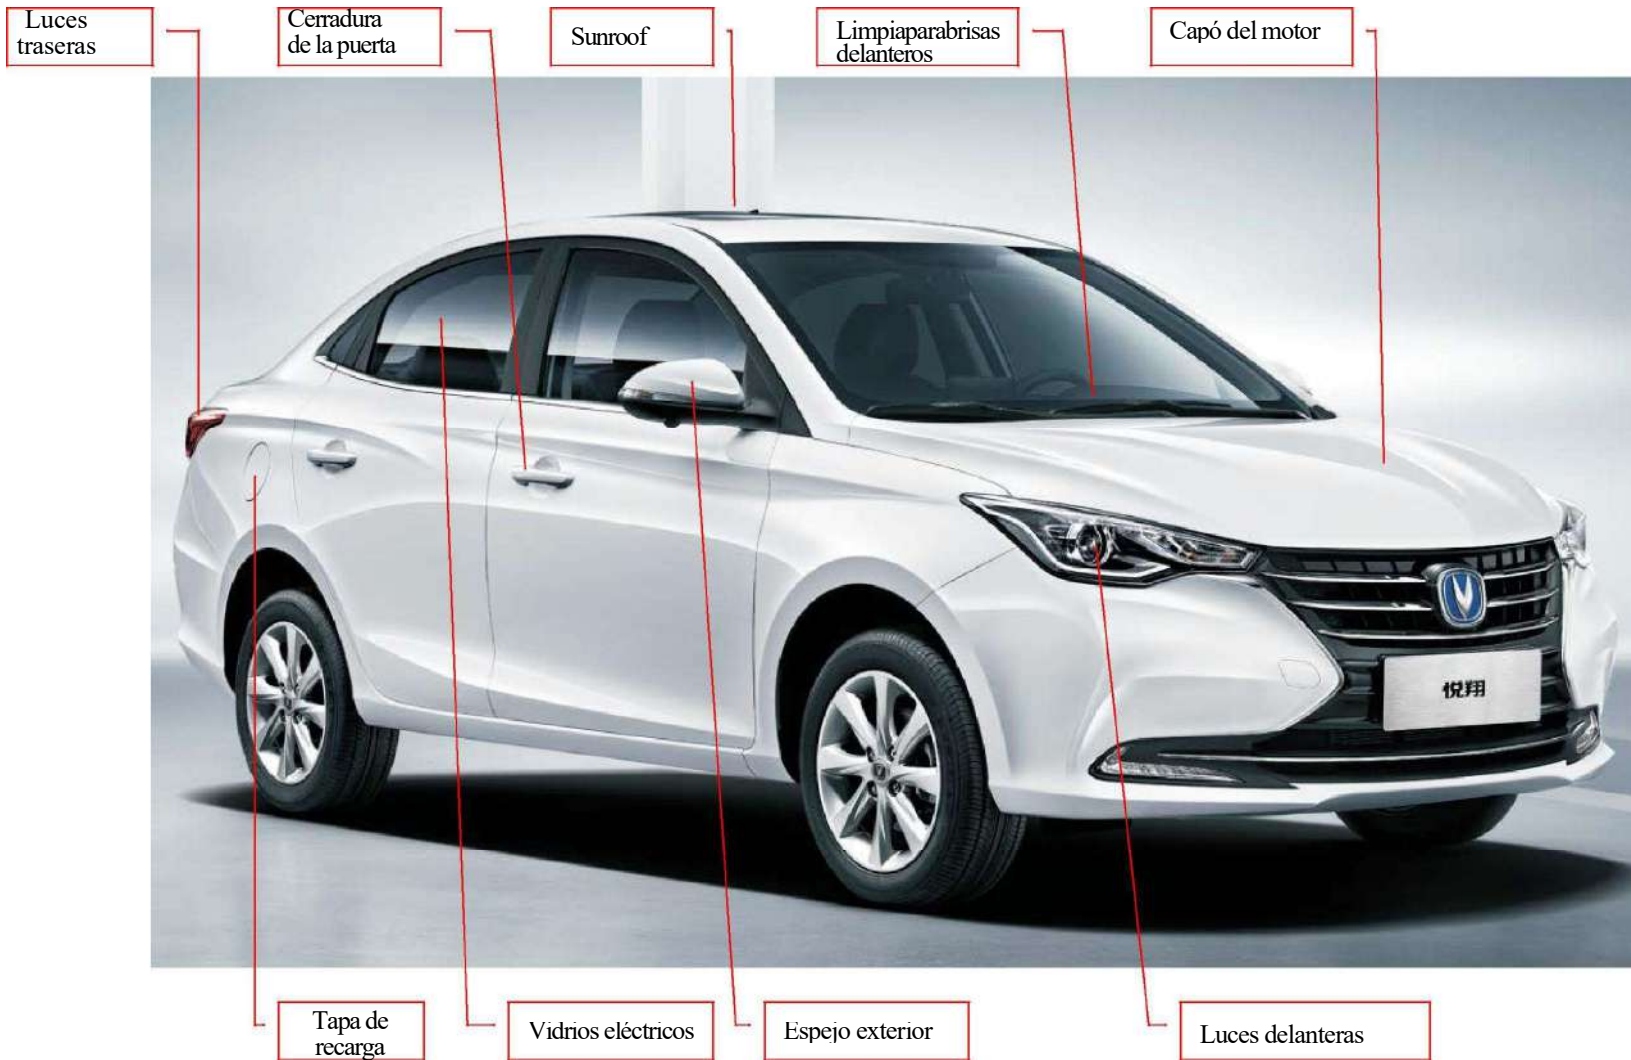 Luces
traseras
Cerradura
de la puerta
Sunroof
Limpiaparabrisas
delanteros
Capó del motor
悦翔
Tapa de
recarga
Vidrios eléctricos
Espejo exterior
Luces delanteras